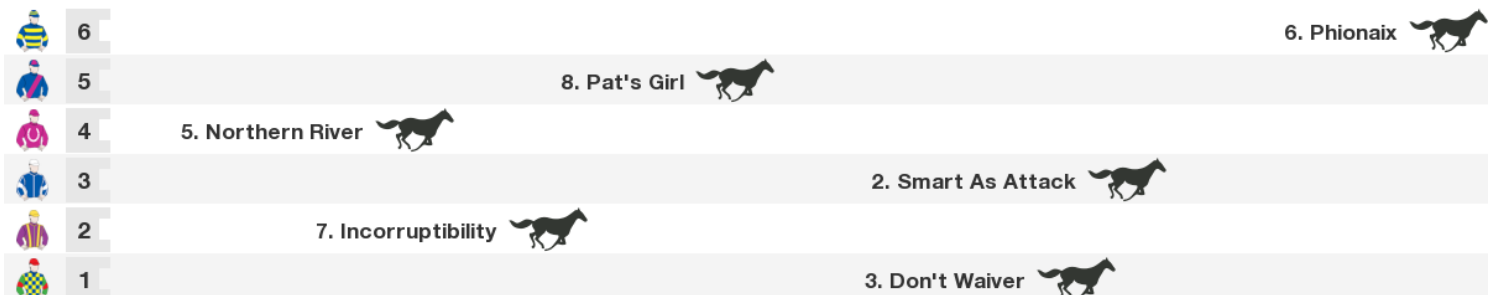 6 6. Phionaix
5 8. Pat's Girl
4 5. Northern River
3 2. Smart As Attack
2 7. Incorruptibility
1 3. Don't Waiver